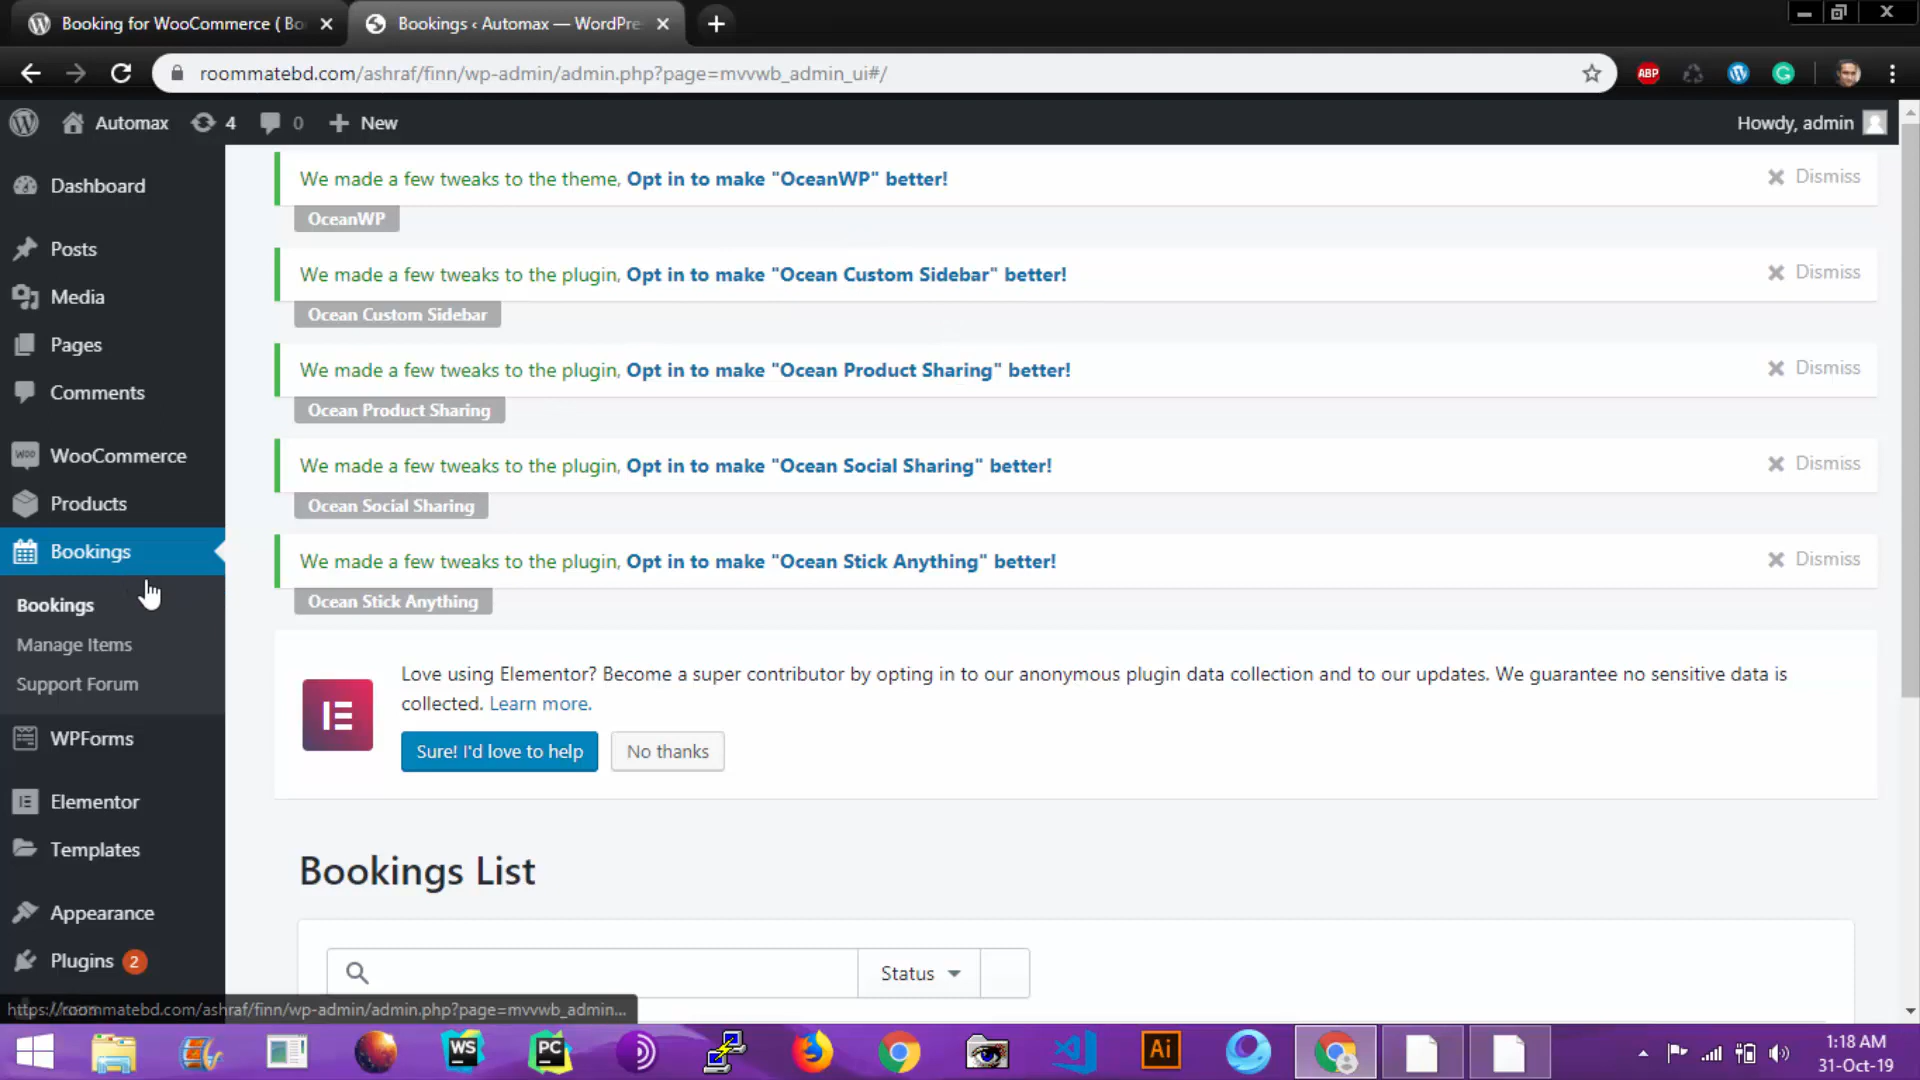 Booking for WooCommerce ( Bo
Bookings ‹ Automax — WordPre
roommatebd.com/ashraf/finn/wp-admin/admin.php?page=mvvwb_admin_ui#/
ABP
Automax
4
0
New
Howdy, admin
Dashboard
Posts
Media
Pages
Comments
WooCommerce
Products
Bookings
Bookings
Manage Items
Support Forum
WPForms
Elementor
Templates
Appearance
Plugins 2
We made a few tweaks to the theme, Opt in to make "OceanWP" better!
Dismiss
OceanWP
We made a few tweaks to the plugin, Opt in to make "Ocean Custom Sidebar" better!
Dismiss
Ocean Custom Sidebar
We made a few tweaks to the plugin, Opt in to make "Ocean Product Sharing" better!
Dismiss
Ocean Product Sharing
We made a few tweaks to the plugin, Opt in to make "Ocean Social Sharing" better!
Dismiss
Ocean Social Sharing
We made a few tweaks to the plugin, Opt in to make "Ocean Stick Anything" better!
Dismiss
Ocean Stick Anything
Love using Elementor? Become a super contributor by opting in to our anonymous plugin data collection and to our updates. We guarantee no sensitive data is
collected. Learn more.
Sure! I'd love to help
No thanks
Bookings List
Status
https://roommatebd.com/ashraf/finn/wp-admin/admin.php?page=mvvwb_admin...
WS
PC
Ai
1:18 AM
31-Oct-19